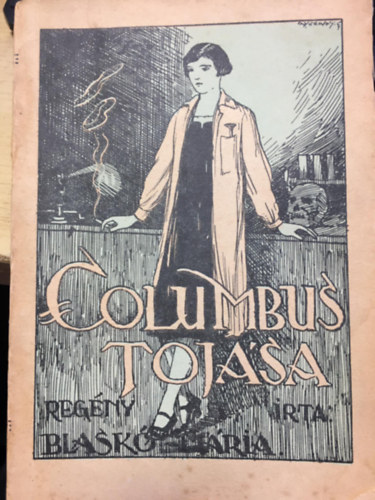 COLUMBUS
TOJÁSA
REGÉNY ÍRTA:
BLASKÓ MÁRIA.